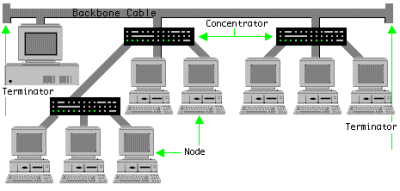 Backbone Cable
Concentrator
Terminator
Terminator
Node